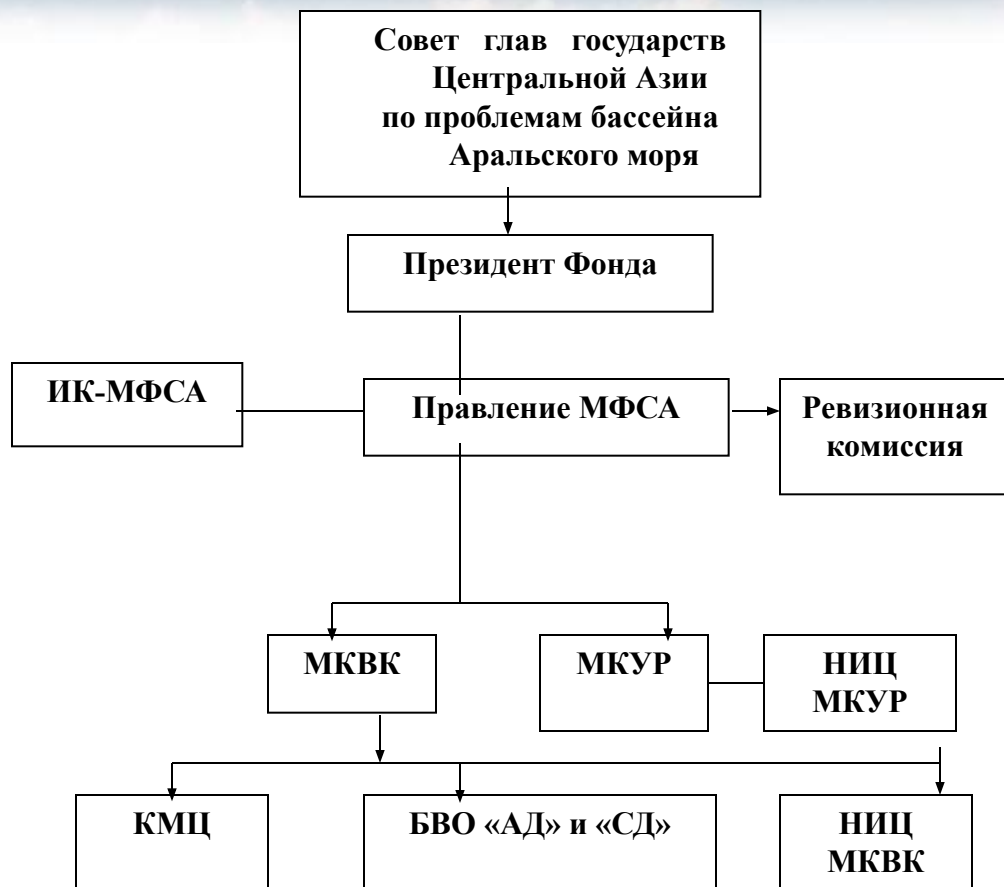 Совет глав государств
Центральной Азии
по проблемам бассейна
Аральского моря
Президент Фонда
ИК-МФСА
Правление МФСА
Ревизионная
комиссия
МКВК
МКУР
НИЦ
МКУР
КМЦ
БВО «АД» и «СД»
НИЦ
МКВК